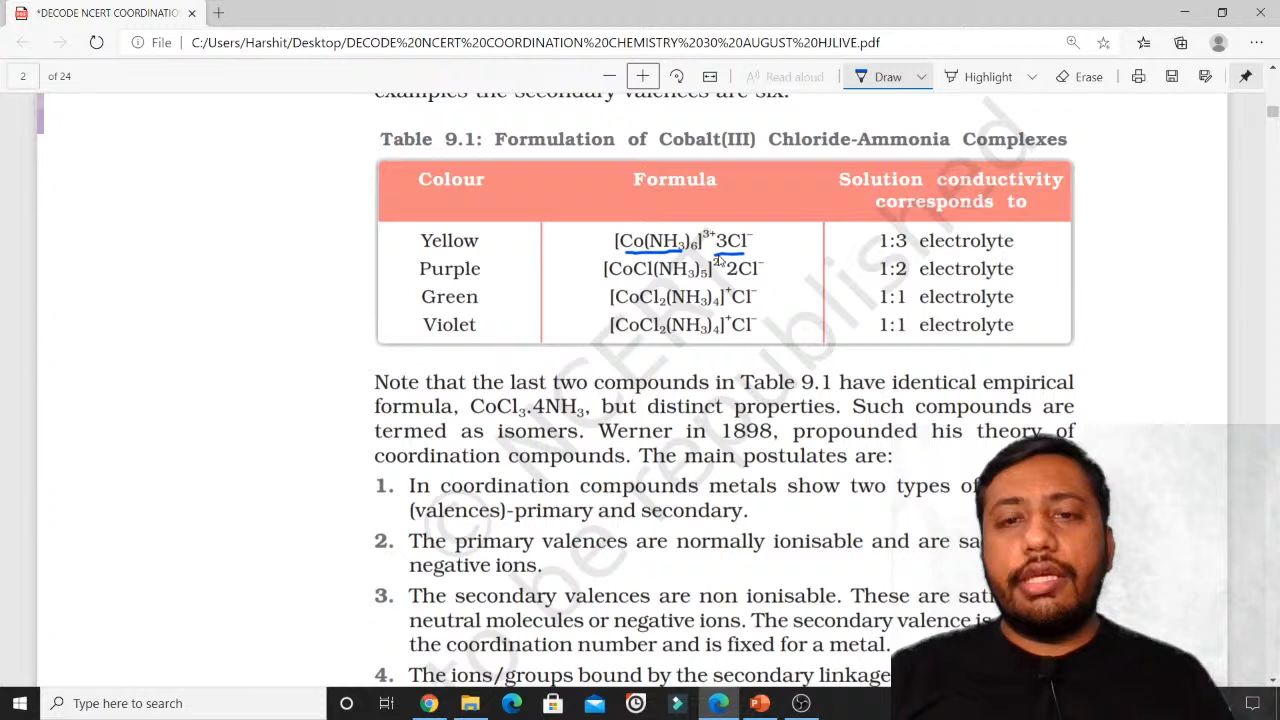 *DECODE NCERT COORDINATION
File C:/Users/Harshit/Desktop/DECODE%20NCERT%20COORDINATION%20CHEMISTRY%2030%20AUGUST%20HJLIVE.pdf
2 of 24 Read aloud Draw Highlight Erase
examples the secondary valences are six.
Table 9.1: Formulation of Cobalt(III) Chloride-Ammonia Complexes
Colour Formula Solution conductivity
corresponds to
Yellow [Co(NH₃)₆]³⁺3Cl⁻ 1:3 electrolyte
Purple [CoCl(NH₃)₅]²⁺2Cl⁻ 1:2 electrolyte
Green [CoCl₂(NH₃)₄]⁺Cl⁻ 1:1 electrolyte
Violet [CoCl₂(NH₃)₄]⁺Cl⁻ 1:1 electrolyte
Note that the last two compounds in Table 9.1 have identical empirical
formula, CoCl₃.4NH₃, but distinct properties. Such compounds are
termed as isomers. Werner in 1898, propounded his theory of
coordination compounds. The main postulates are:
1. In coordination compounds metals show two types of
(valences)-primary and secondary.
2. The primary valences are normally ionisable and are
negative ions.
3. The secondary valences are non ionisable. These are
neutral molecules or negative ions. The secondary valence is
the coordination number and is fixed for a metal.
4. The ions/groups bound by the secondary linkage
© NCERT
to be republished
Type here to search